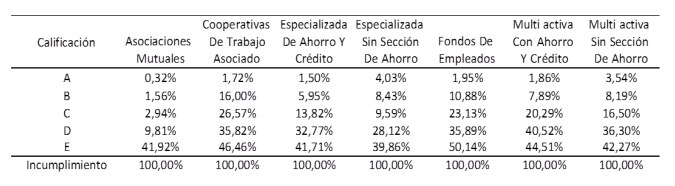 Calificación Asociaciones Mutuales Cooperativas De Trabajo Asociado Especializada De Ahorro Y Crédito Especializada Sin Sección De Ahorro Fondos De Empleados Multi activa Con Ahorro Y Crédito Multi activa Sin Sección De Ahorro
A 0,32% 1,72% 1,50% 4,03% 1,95% 1,86% 3,54%
B 1,56% 16,00% 5,95% 8,43% 10,88% 7,89% 8,19%
C 2,94% 26,57% 13,82% 9,59% 23,13% 20,29% 16,50%
D 9,81% 35,82% 32,77% 28,12% 35,89% 40,52% 36,30%
E 41,92% 46,46% 41,71% 39,86% 50,14% 44,51% 42,27%
Incumplimiento 100,00% 100,00% 100,00% 100,00% 100,00% 100,00% 100,00%